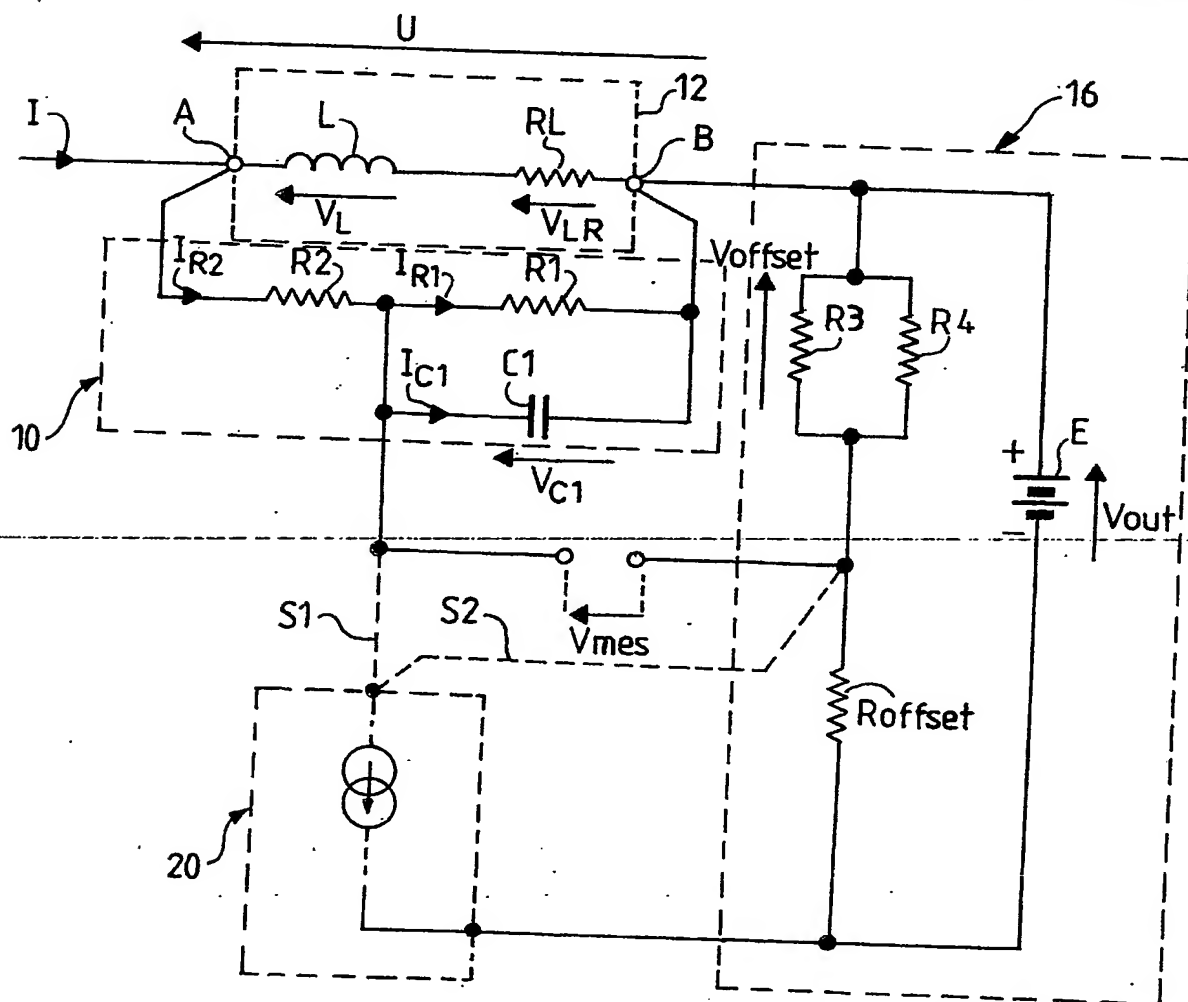 U
12
16
I
A
L
RL
B
VL
VLR
IR2
R2
IR1
R1
Voffset
R3
R4
IC1
C1
10
VC1
+
E
−
Vout
S1
S2
Vmes
Roffset
20